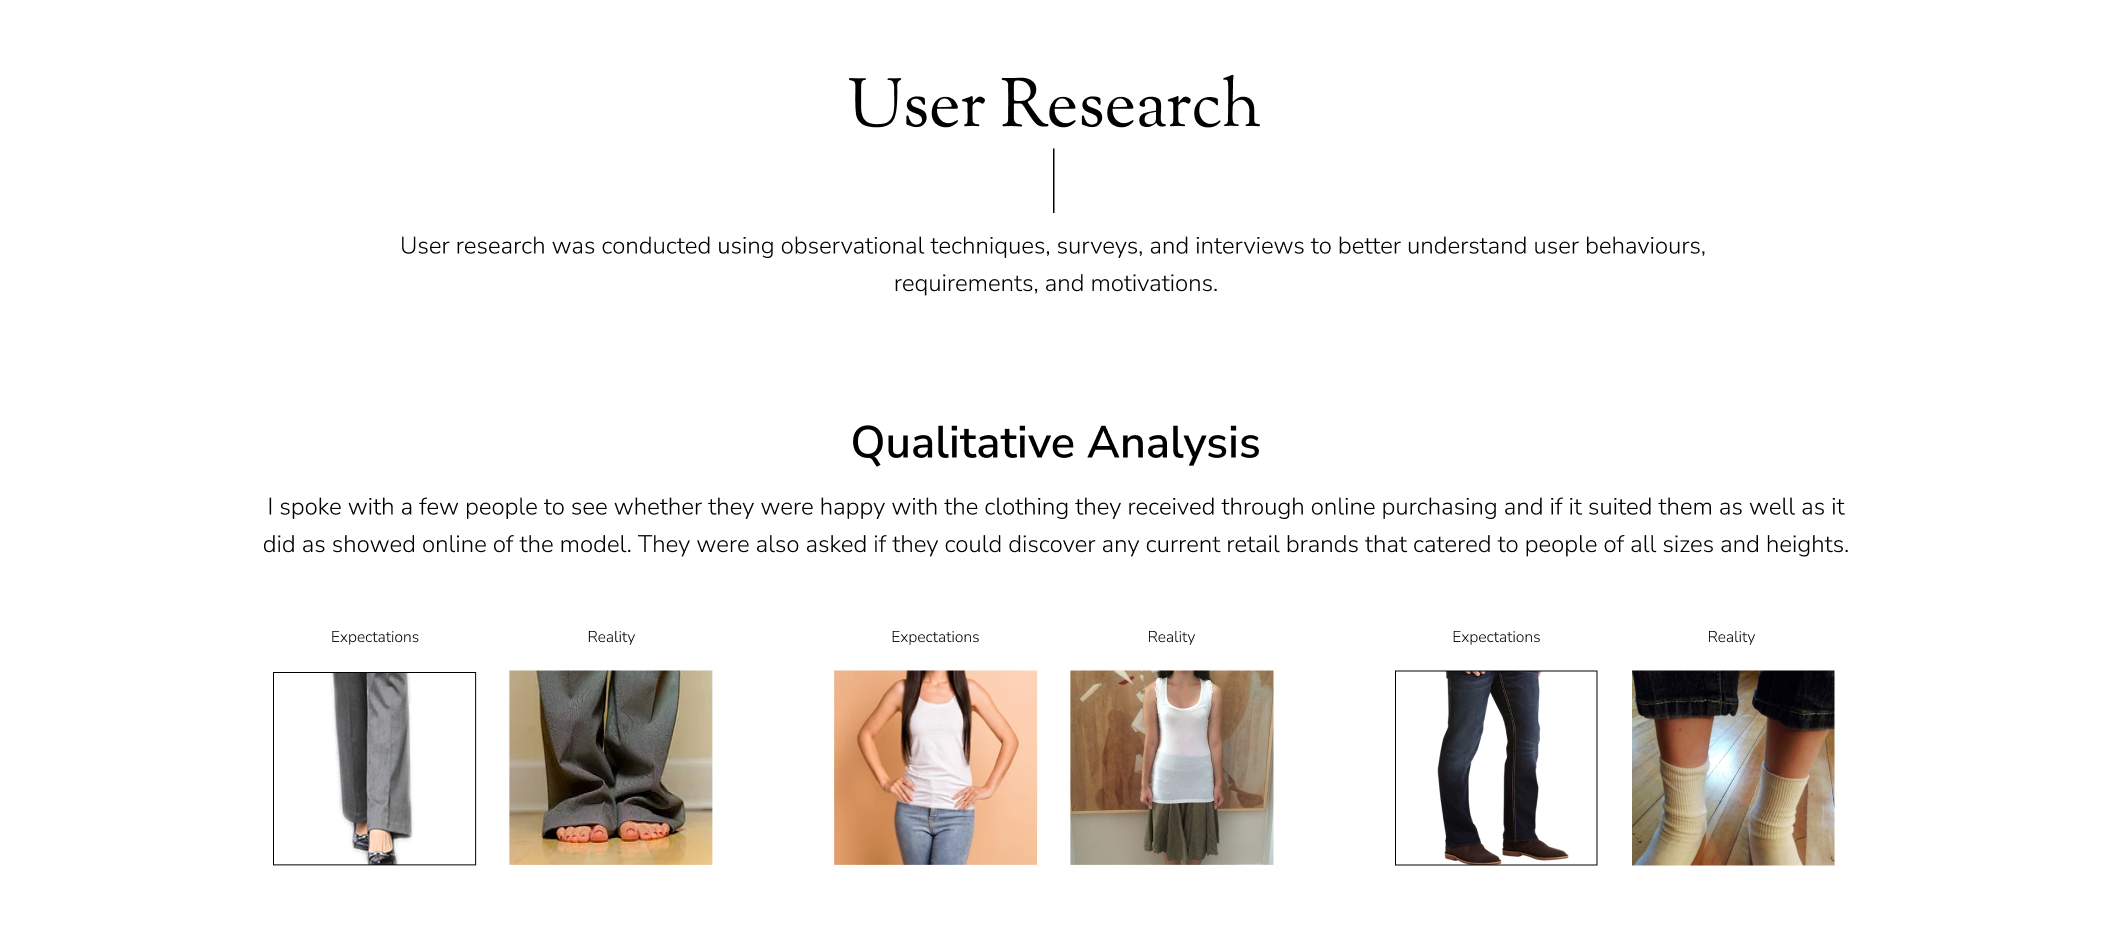 User Research
User research was conducted using observational techniques, surveys, and interviews to better understand user behaviours,
requirements, and motivations.
Qualitative Analysis
I spoke with a few people to see whether they were happy with the clothing they received through online purchasing and if it suited them as well as it
did as showed online of the model. They were also asked if they could discover any current retail brands that catered to people of all sizes and heights.
Expectations Reality Expectations Reality Expectations Reality